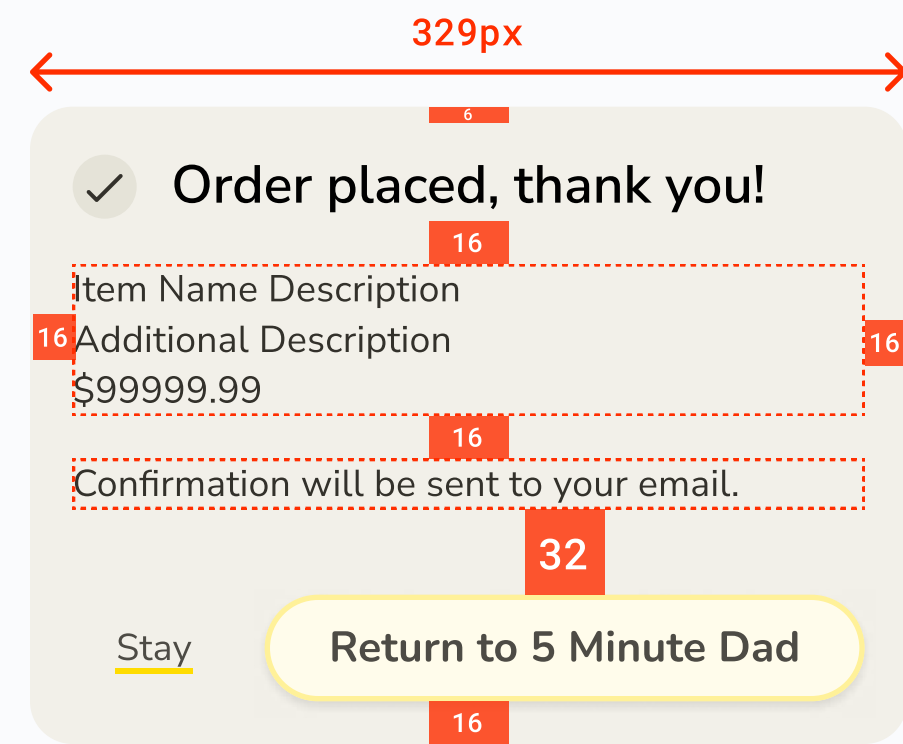 329px
6
Order placed, thank you!
16
Item Name Description
16 Additional Description 16
$99999.99
16
Confirmation will be sent to your email.
32
Stay Return to 5 Minute Dad
16